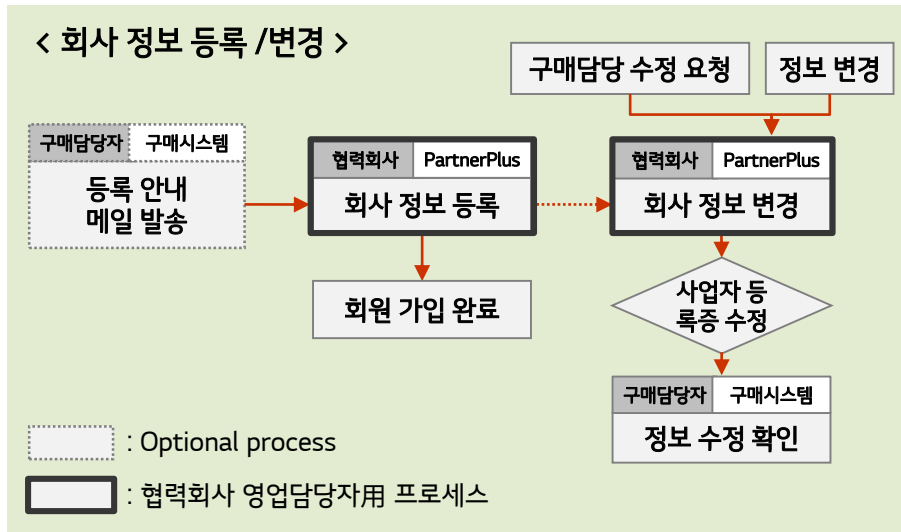 < 회사 정보 등록 /변경 >
구매담당 수정 요청
정보 변경
구매담당자
구매시스템
등록 안내
메일 발송
협력회사
PartnerPlus
회사 정보 등록
협력회사
PartnerPlus
회사 정보 변경
회원 가입 완료
사업자 등
록증 수정
구매담당자
구매시스템
정보 수정 확인
: Optional process
: 협력회사 영업담당자用 프로세스